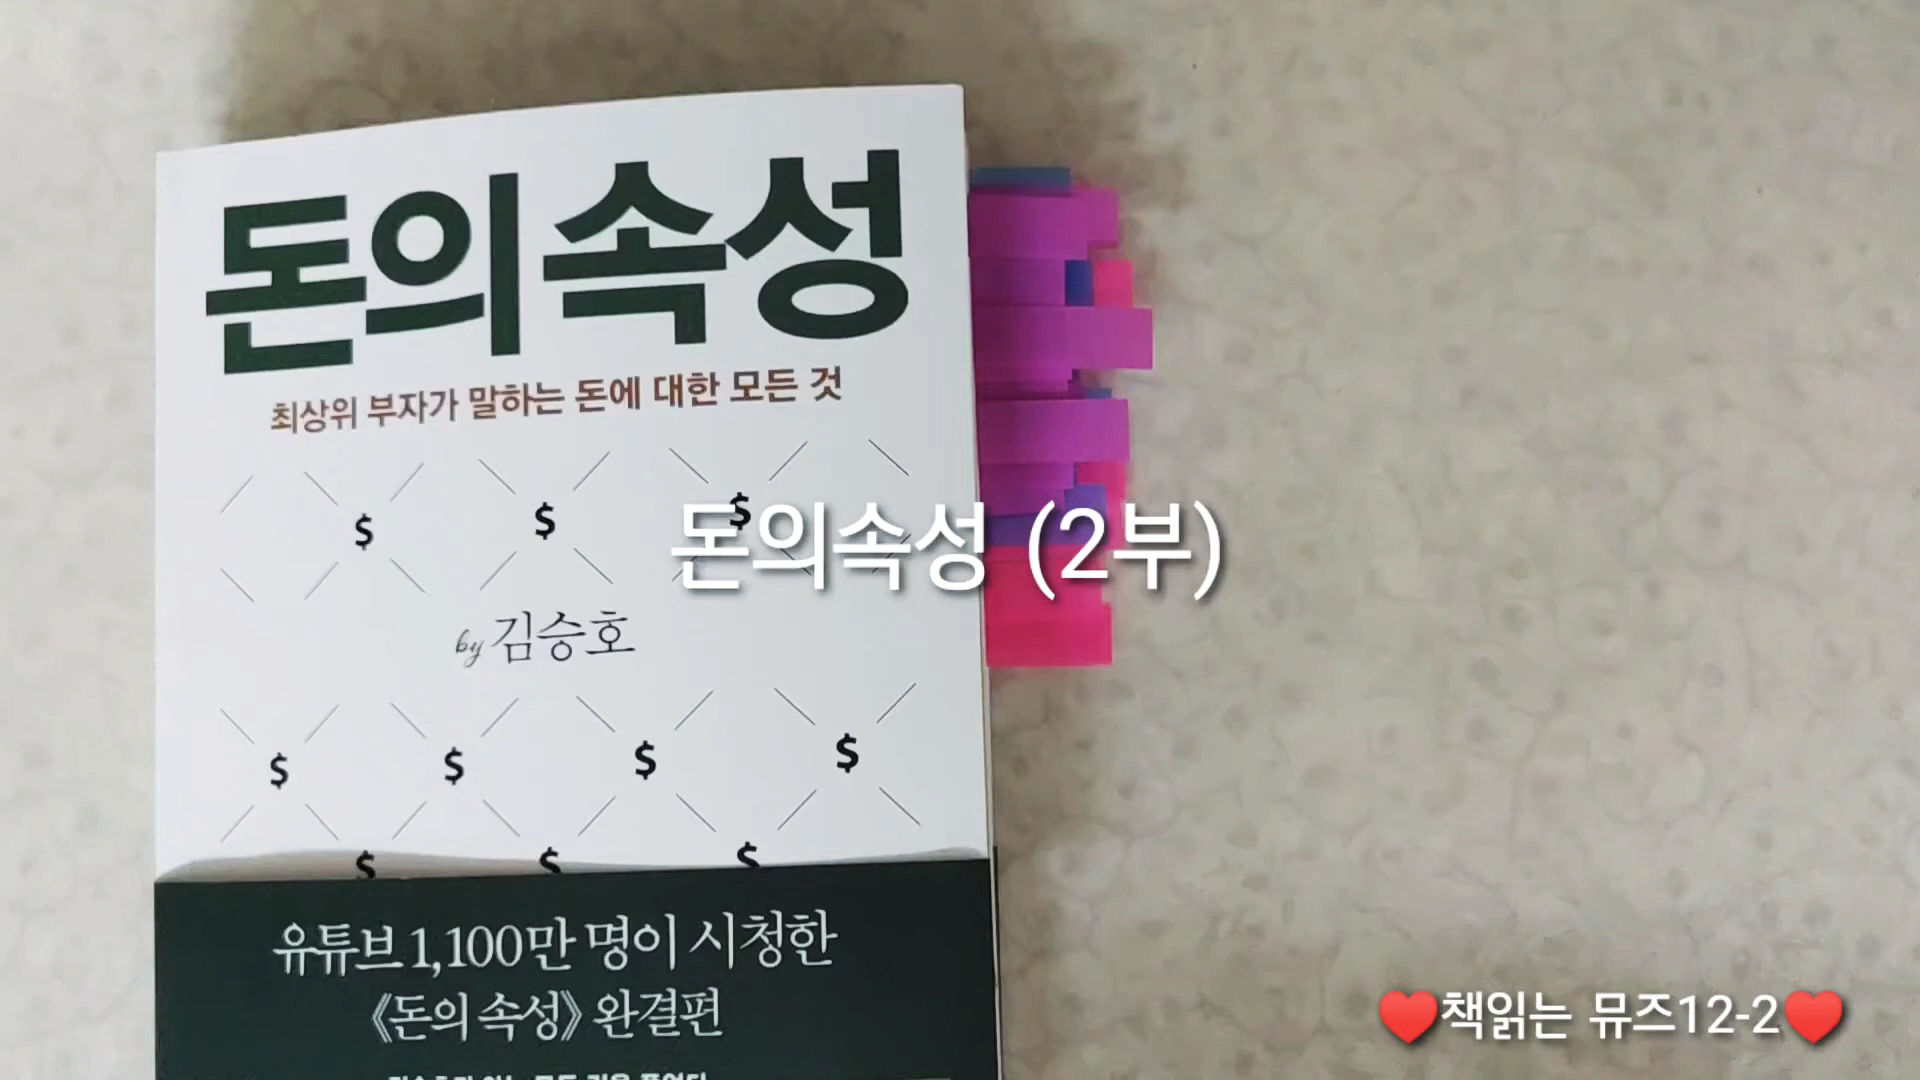 돈의 속성
최상위 부자가 말하는 돈에 대한 모든 것
$ $ $
돈의속성 (2부)
by 김승호
$ $ $ $
$ $ $
유튜브 1,100만 명이 시청한
《돈의 속성》 완결편
♥책읽는 뮤즈12-2♥